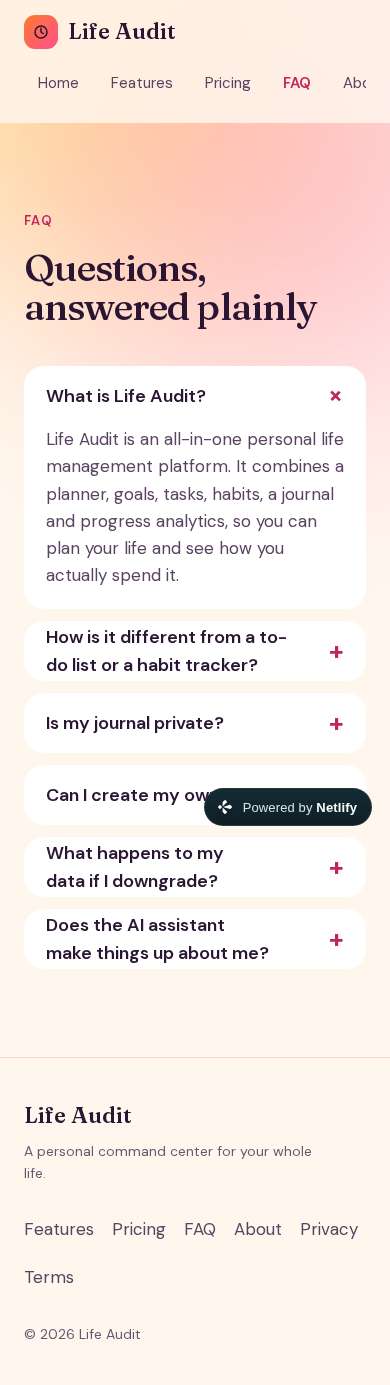 Life Audit
Home Features Pricing FAQ
FAQ
Questions,
answered plainly
What is Life Audit?
Life Audit is an all-in-one personal life
management platform. It combines a
planner, goals, tasks, habits, a journal
and progress analytics, so you can
plan your life and see how you
actually spend it.
How is it different from a to-
do list or a habit tracker?
Is my journal private?
Can I create my
Powered by Netlify
What happens to my
data if I downgrade?
Does the AI assistant
make things up about me?
Life Audit
A personal command center for your whole
life.
Features Pricing FAQ About Privacy
Terms
© 2026 Life Audit